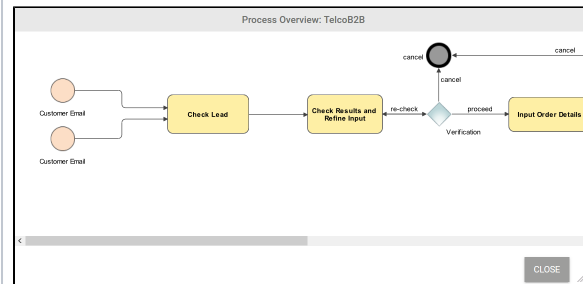 Process Overview: TelcoB2B
cancel
cancel
cancel
Customer Email
Check Lead
Check Results and
Refine Input
re-check
proceed
Input Order Details
Verification
Customer Email
CLOSE